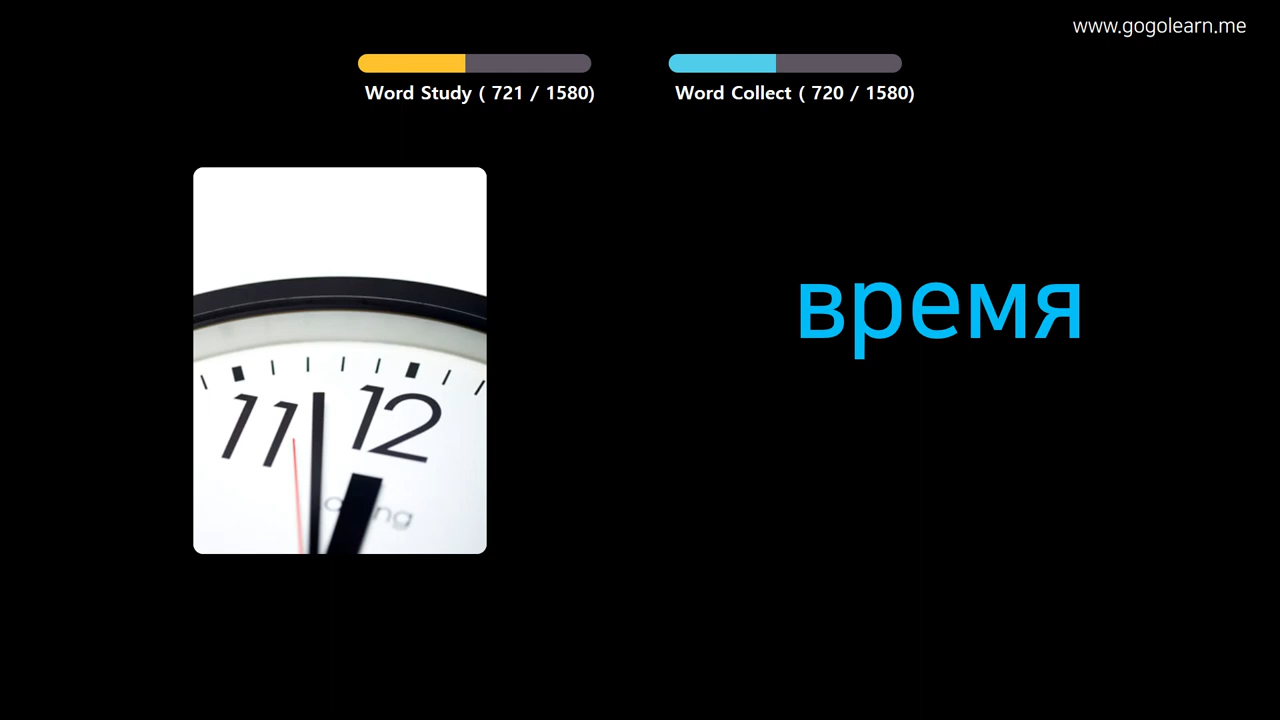 www.gogolearn.me
Word Study ( 721 / 1580)
Word Collect ( 720 / 1580)
время
11
12